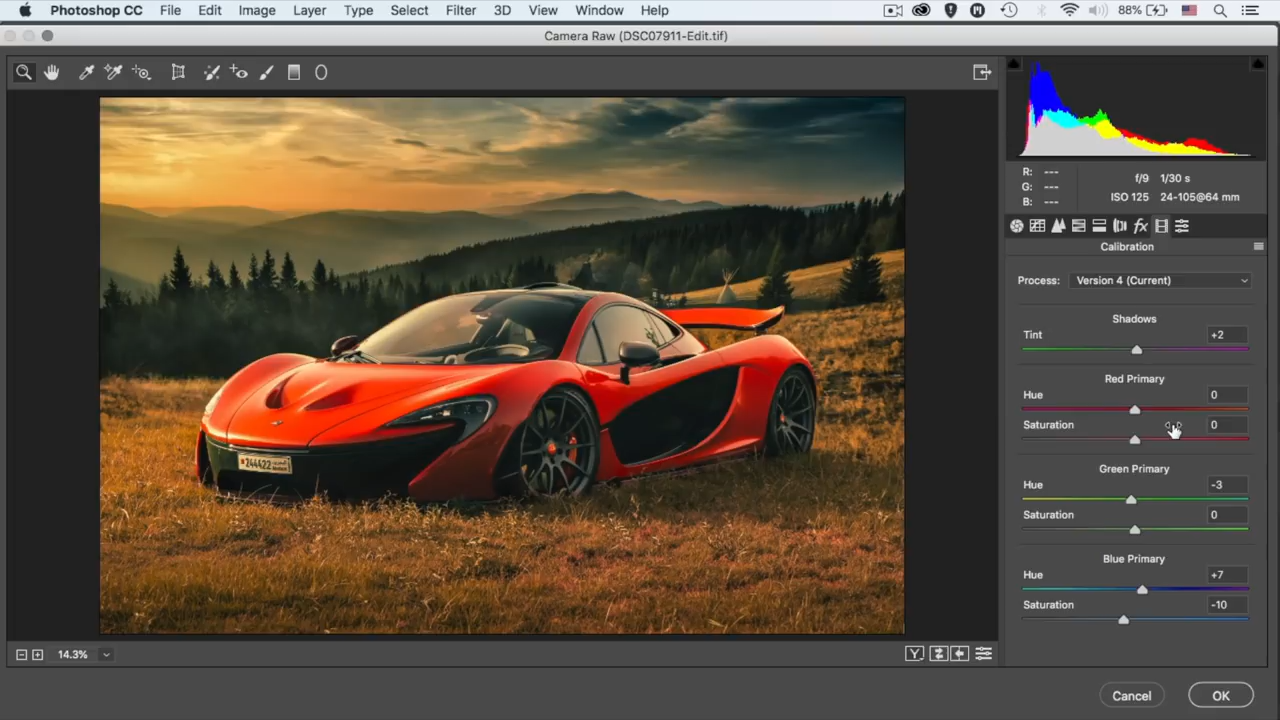 Photoshop CC File Edit Image Layer Type Select Filter 3D View Window Help 88%
Camera Raw (DSC07911-Edit.tif)
R: ---
G: ---
B: ---
f/9 1/30 s
ISO 125 24-105@64 mm
fx
Calibration
Process: Version 4 (Current)
Shadows
Tint +2
Red Primary
Hue 0
Saturation 0
Green Primary
Hue -3
Saturation 0
Blue Primary
Hue +7
Saturation -10
244422
14.3%
Y
Cancel OK